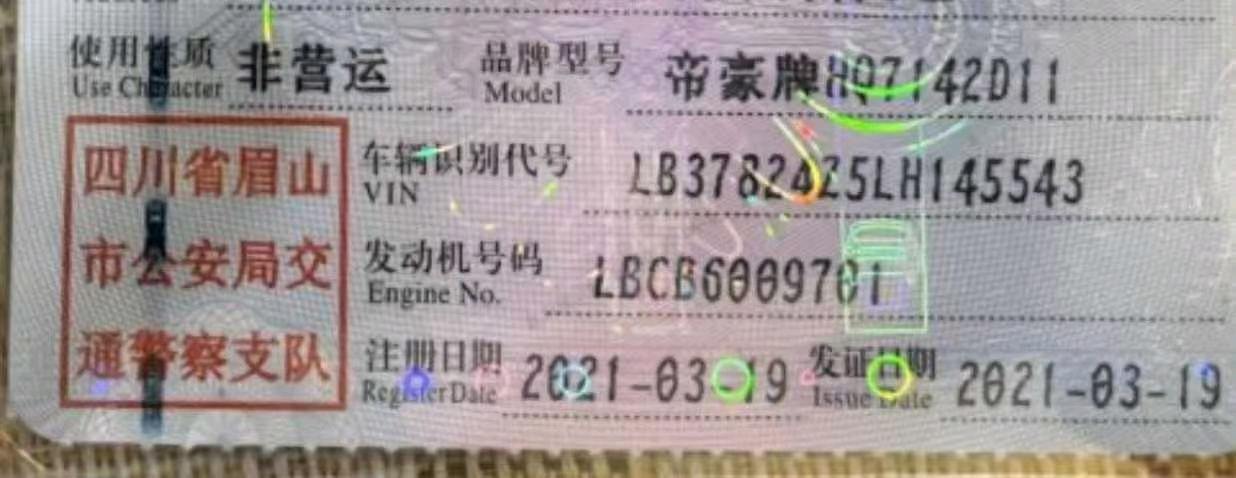 使用性质 非营运 品牌型号 帝豪牌HQ7142D11
Use Character Model
四川省眉山 车辆识别代号 LB37824Z5LH145543
VIN
市公安局交 发动机号码 LBCB6009701
Engine No.
通警察支队 注册日期 2021-03-19 发证日期 2021-03-19
Register Date Issue Date